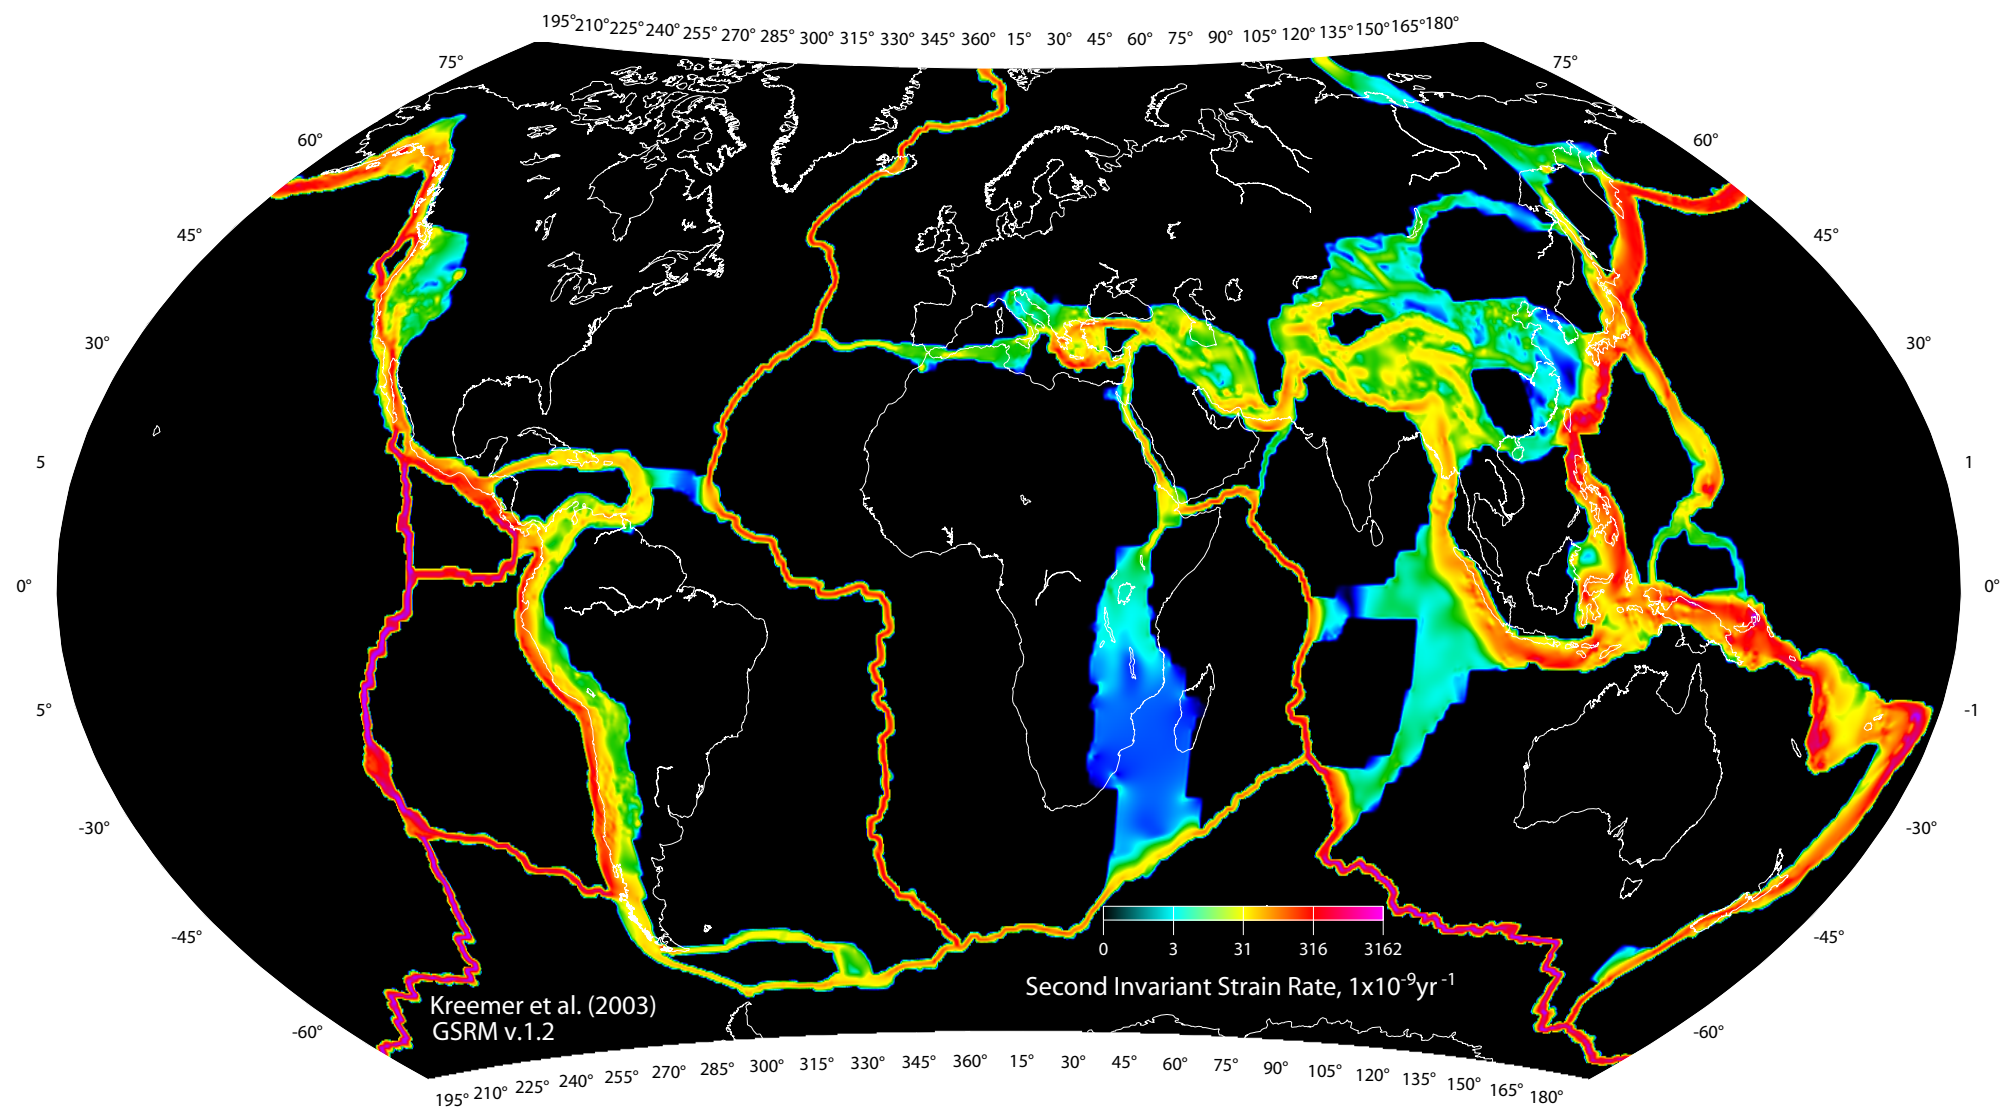 195° 210° 225° 240° 255° 270° 285° 300° 315° 330° 345° 360° 15° 30° 45° 60° 75° 90° 105° 120° 135° 150° 165° 180°
75° 75°
60° 60°
45° 45°
30° 30°
5 1
0° 0°
5° -1
-30° -30°
-45° -45°
0 3 31 316 3162
Second Invariant Strain Rate, 1x10⁻⁹yr⁻¹
Kreemer et al. (2003)
GSRM v.1.2
-60° -60°
195° 210° 225° 240° 255° 270° 285° 300° 315° 345° 360° 15° 30° 45° 60° 75° 90° 105° 120° 135° 150° 165° 180°